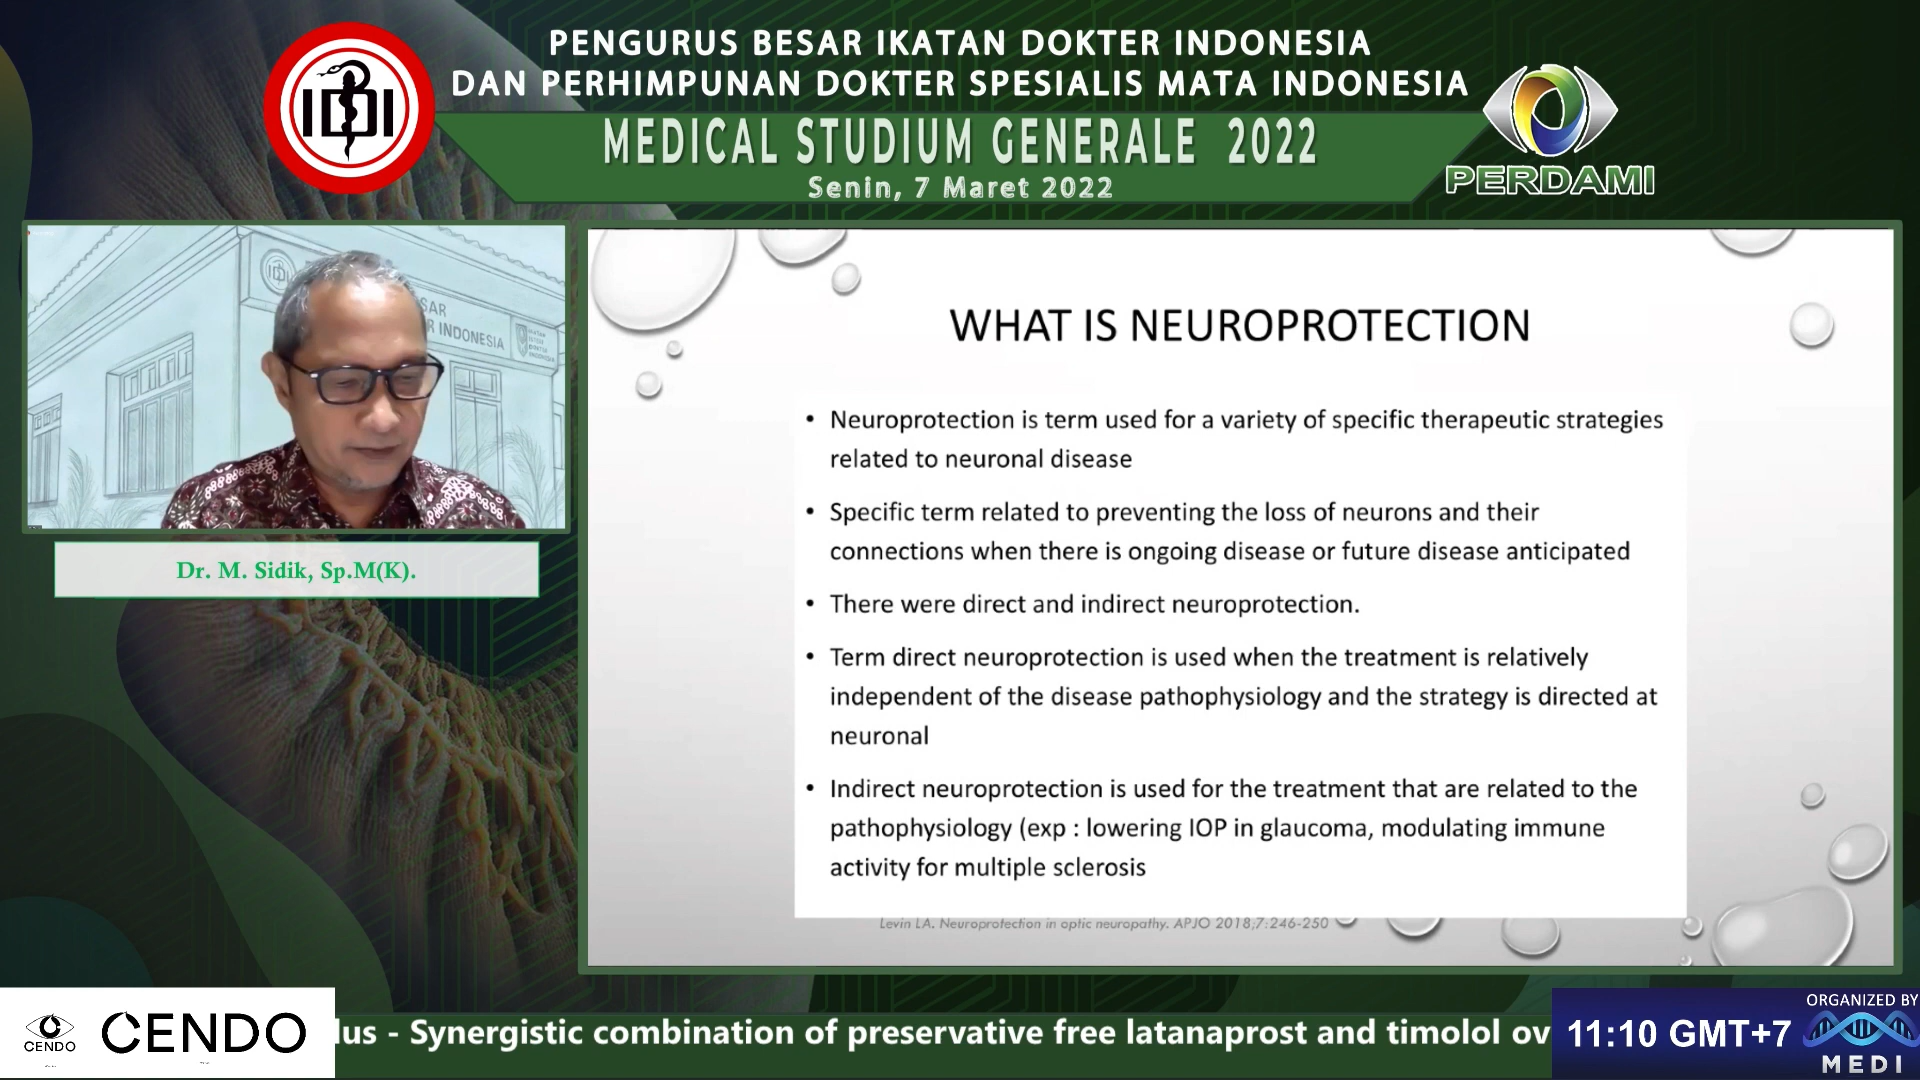 PENGURUS BESAR IKATAN DOKTER INDONESIA
DAN PERHIMPUNAN DOKTER SPESIALIS MATA INDONESIA
IDI
MEDICAL STUDIUM GENERALE 2022
Senin, 7 Maret 2022
PERDAMI
SAR
R INDONESIA
Dr. M. Sidik, Sp.M(K).
WHAT IS NEUROPROTECTION
• Neuroprotection is term used for a variety of specific therapeutic strategies
related to neuronal disease
• Specific term related to preventing the loss of neurons and their
connections when there is ongoing disease or future disease anticipated
• There were direct and indirect neuroprotection.
• Term direct neuroprotection is used when the treatment is relatively
independent of the disease pathophysiology and the strategy is directed at
neuronal
• Indirect neuroprotection is used for the treatment that are related to the
pathophysiology (exp : lowering IOP in glaucoma, modulating immune
activity for multiple sclerosis
Levin LA. Neuroprotection in optic neuropathy. APJO 2018;7:246-250
CENDO
CENDO
lus - Synergistic combination of preservative free latanaprost and timolol ov
11:10 GMT+7
ORGANIZED BY
MEDI